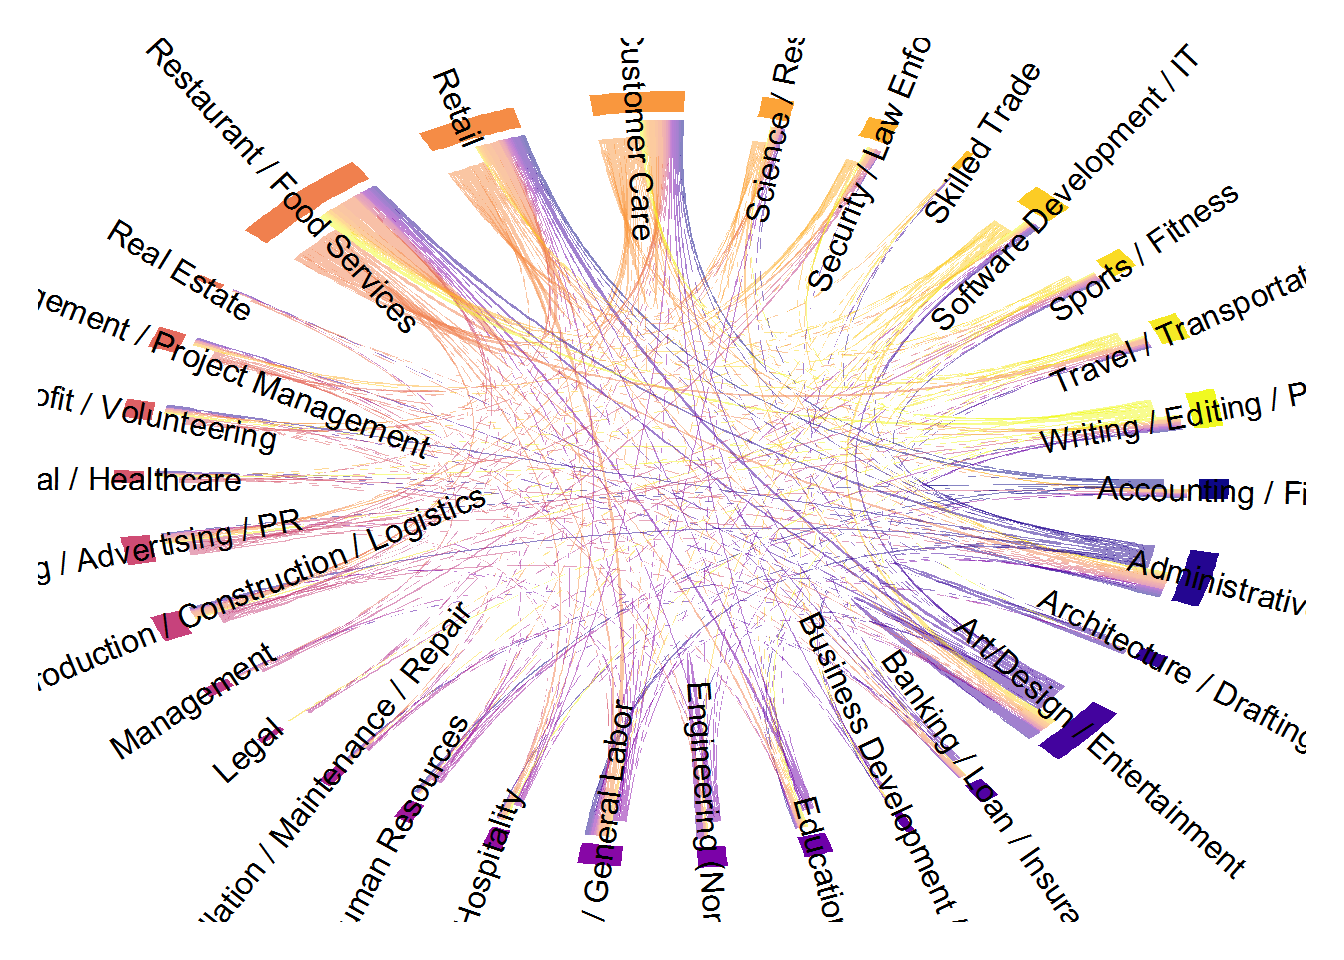 Restaurant / Food Services
Retail
Customer Care
Science / Res
Security / Law Enfo
Skilled Trade
Software Development / IT
Sports / Fitness
Travel / Transportat
Writing / Editing / P
Accounting / Fi
Administrativ
Architecture / Drafting
Art/Design / Entertainment
Banking / Loan / Insura
Business Development /
Education
Engineering (Nor
/ General Labor
Hospitality
uman Resources
llation / Maintenance / Repair
Legal
Management
roduction / Construction / Logistics
g / Advertising / PR
al / Healthcare
ofit / Volunteering
gement / Project Management
Real Estate